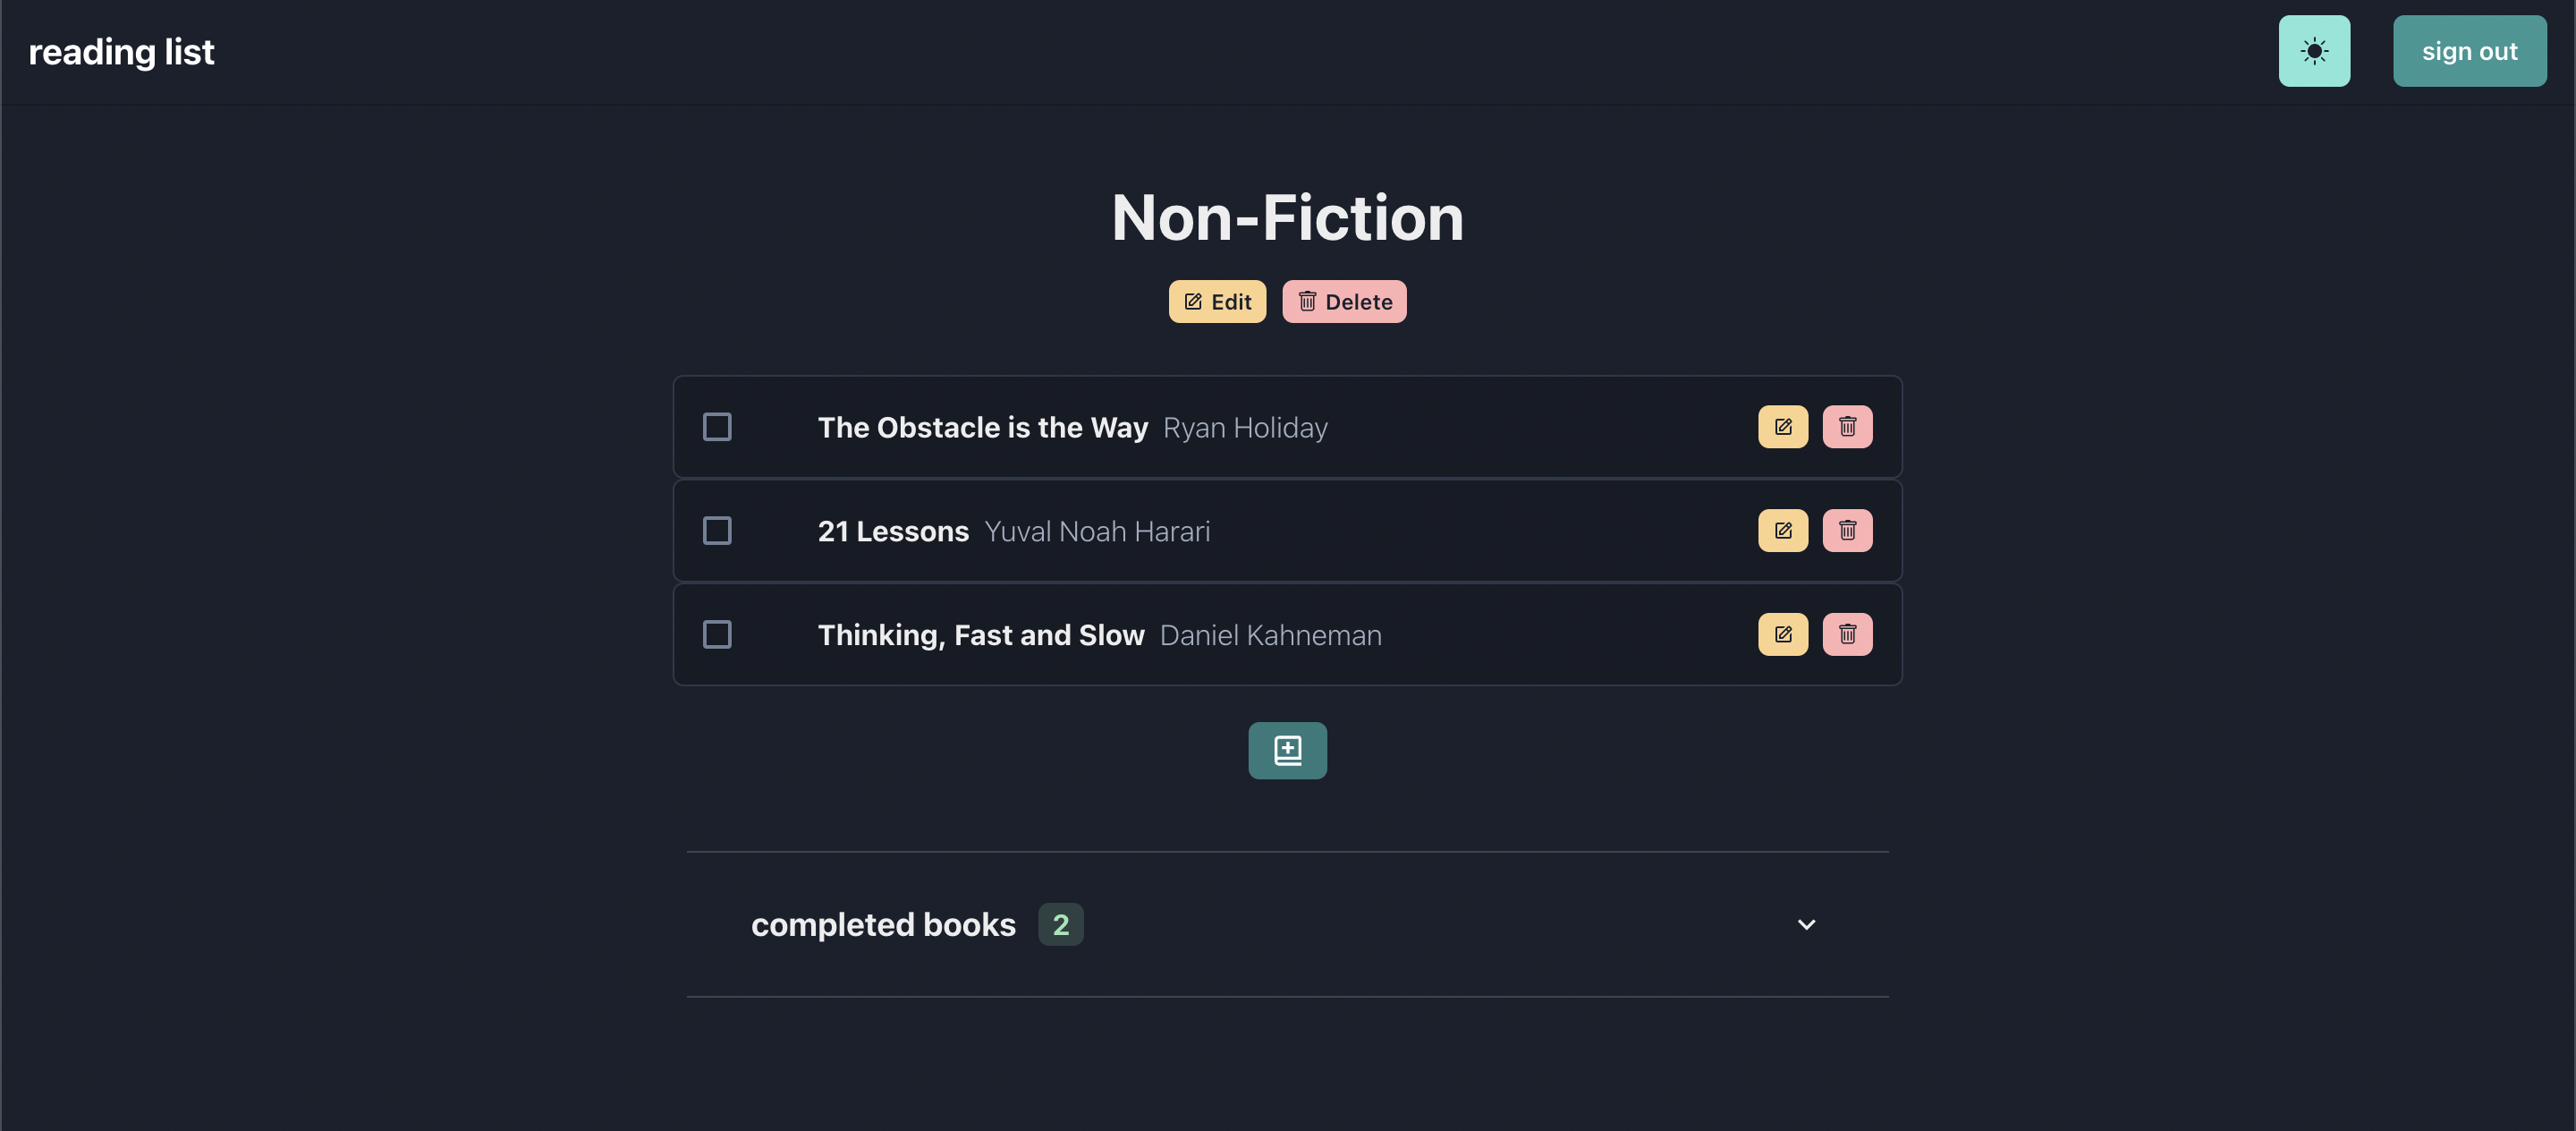 reading list
sign out
Non-Fiction
Edit Delete
The Obstacle is the Way Ryan Holiday
21 Lessons Yuval Noah Harari
Thinking, Fast and Slow Daniel Kahneman
completed books 2